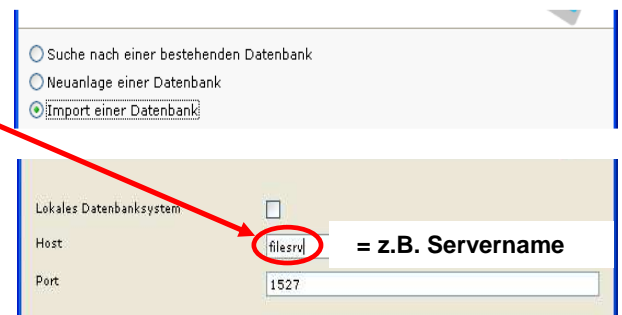 Suche nach einer bestehenden Datenbank
Neuanlage einer Datenbank
Import einer Datenbank
Lokales Datenbanksystem
Host filesrv = z.B. Servername
Port 1527